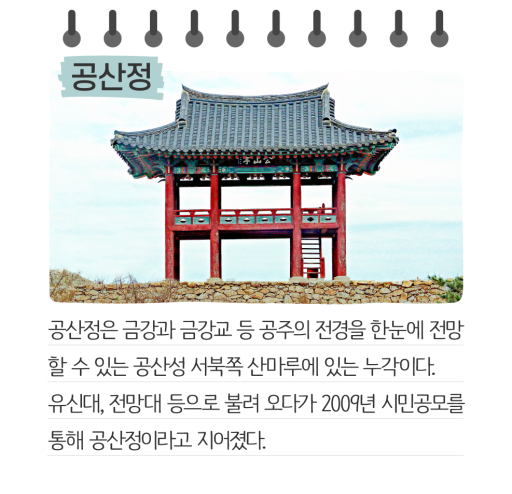 공산정
公山亭
공산정은 금강과 금강교 등 공주의 전경을 한눈에 전망
할 수 있는 공산성 서북쪽 산마루에 있는 누각이다.
유신대, 전망대 등으로 불려 오다가 2009년 시민공모를
통해 공산정이라고 지어졌다.